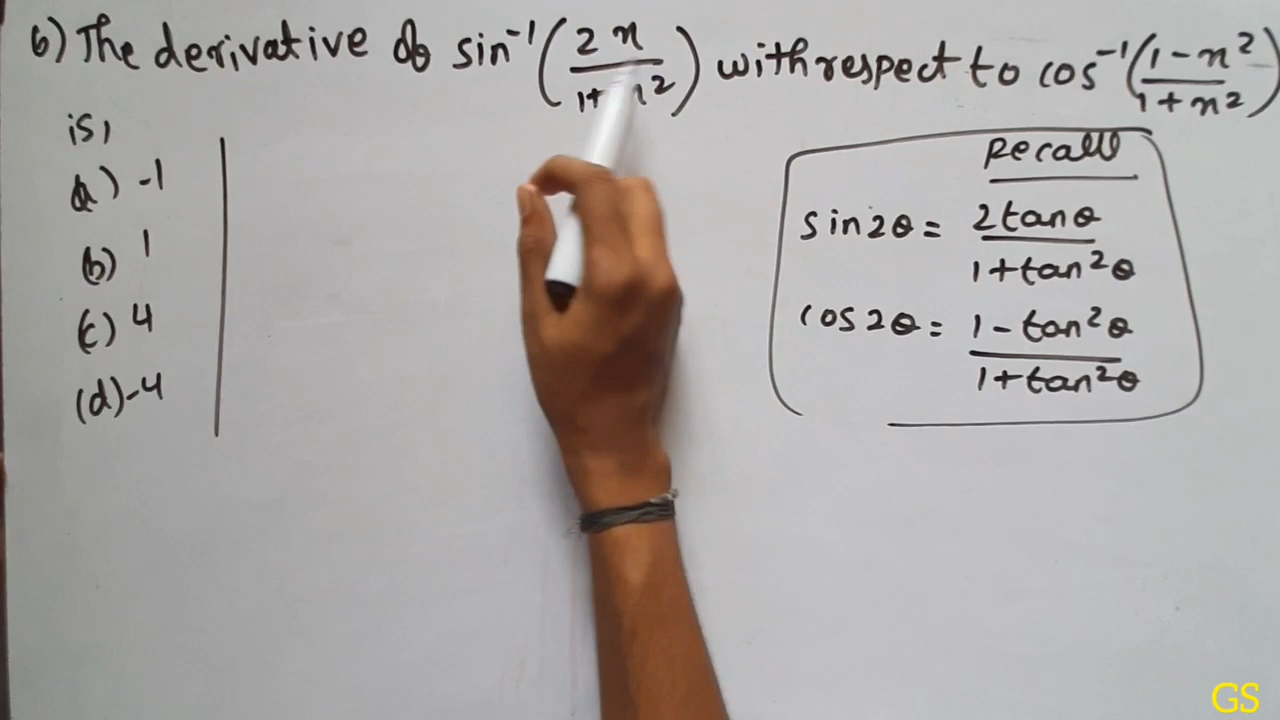 6) The derivative of sin⁻¹(2x/1+x²) with respect to cos⁻¹(1-x²/1+x²)
is,
(a) -1
(b) 1
(c) 4
(d) -4
Recall
sin2θ = 2tanθ/1+tan²θ
cos2θ = 1-tan²θ/1+tan²θ
GS